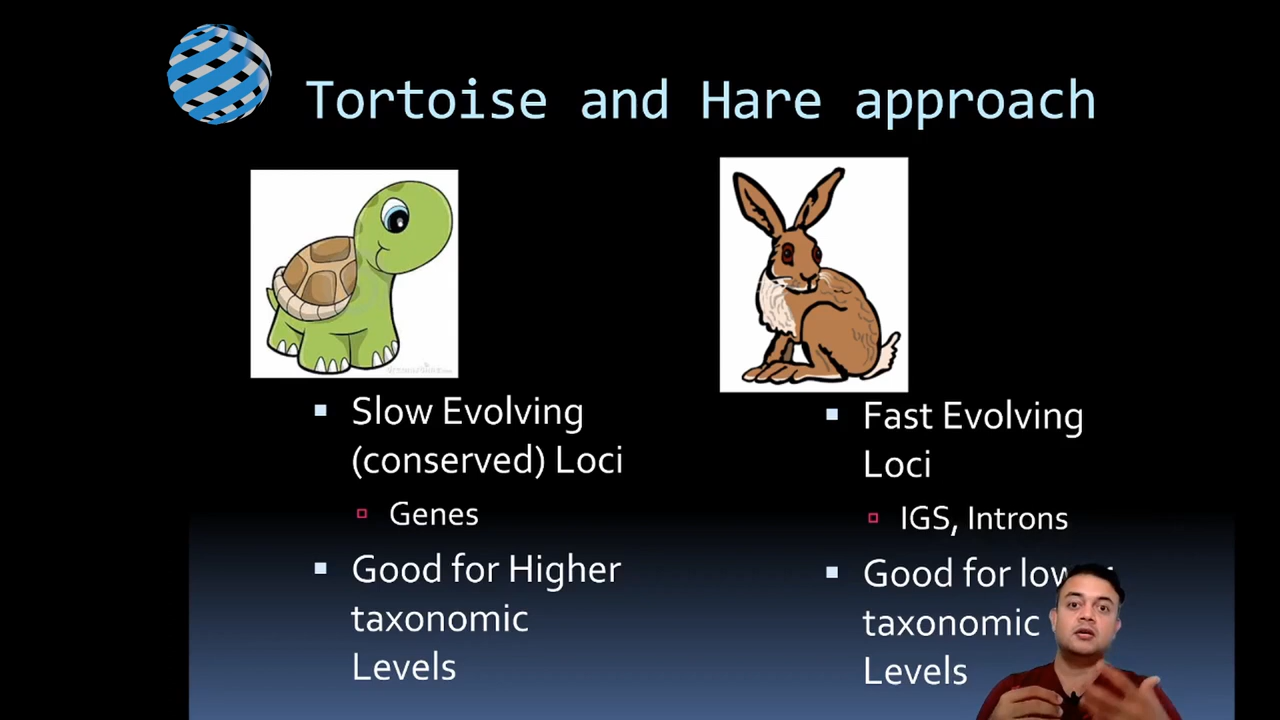 Tortoise and Hare approach
Slow Evolving
(conserved) Loci
Genes
Good for Higher
taxonomic
Levels
Fast Evolving
Loci
IGS, Introns
Good for
taxonomic
Levels